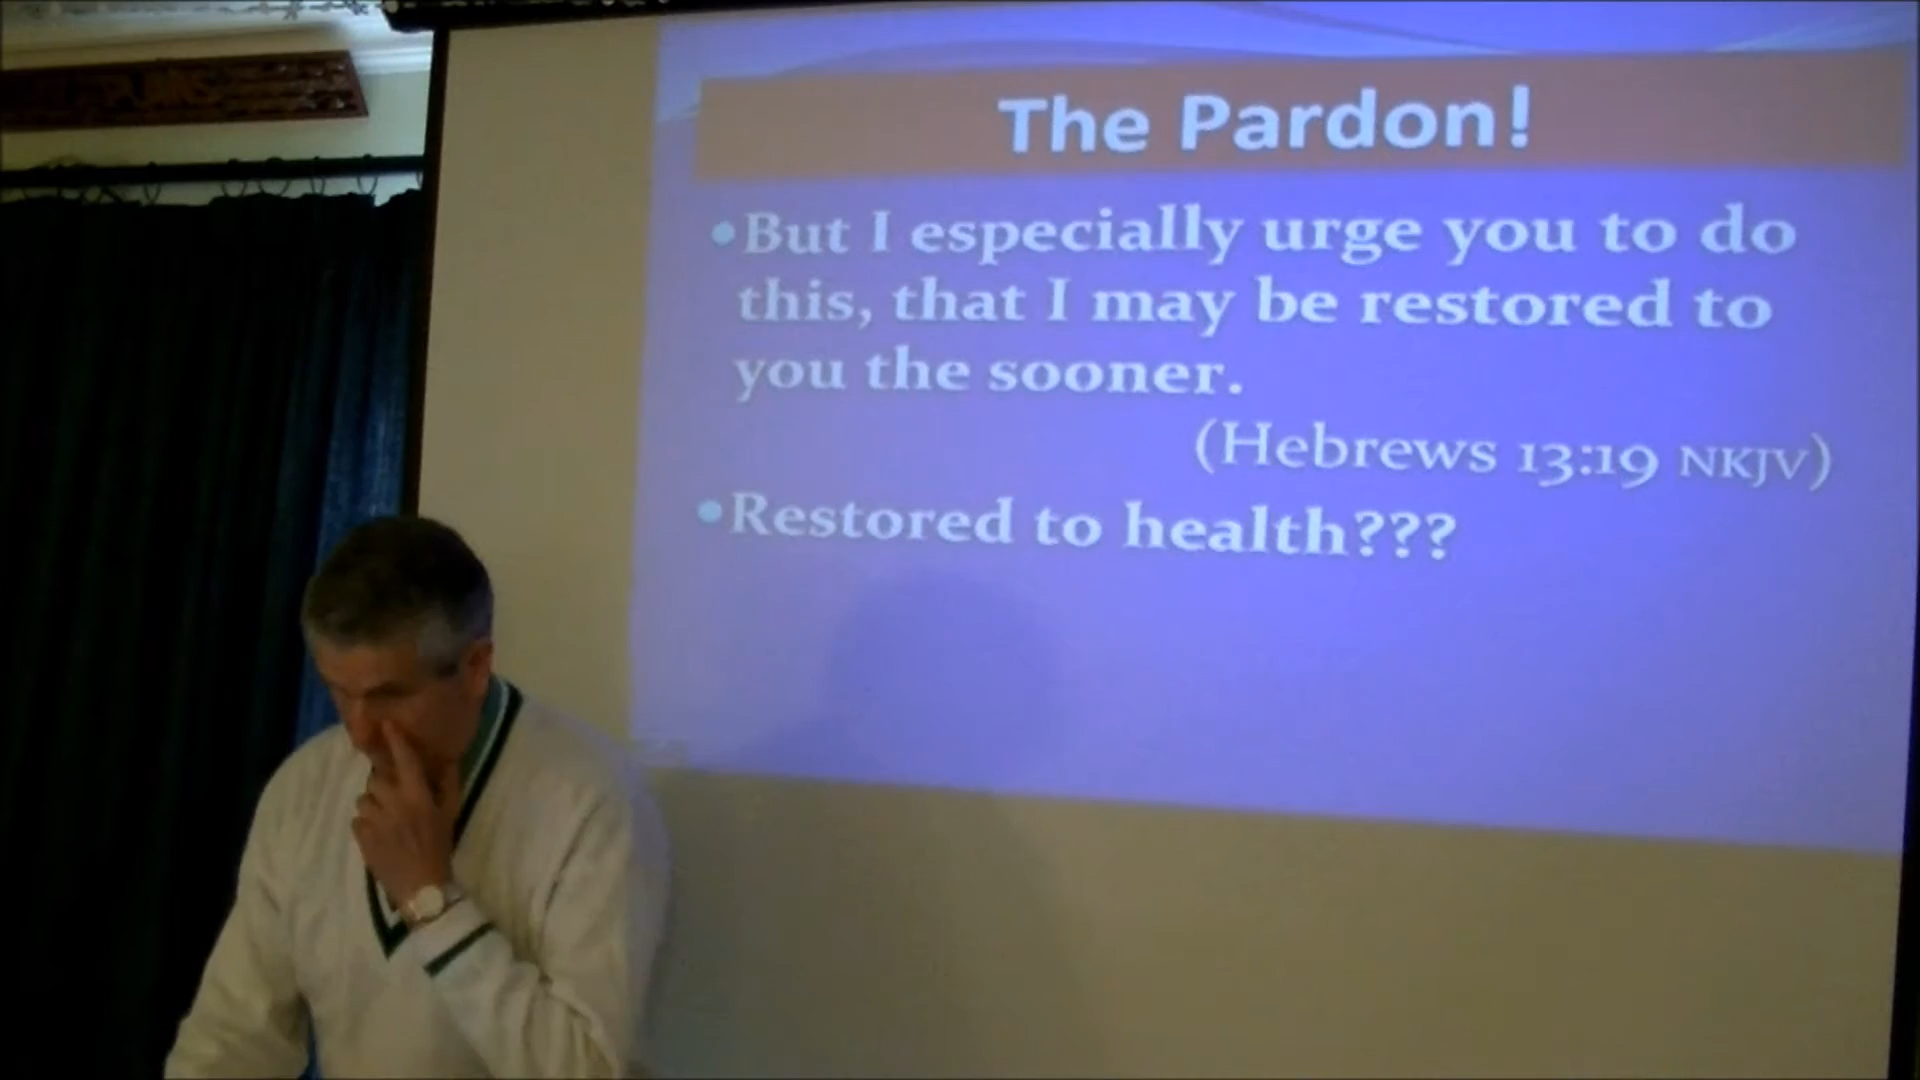 The Pardon!
•But I especially urge you to do
this, that I may be restored to
you the sooner.
(Hebrews 13:19 NKJV)
•Restored to health???